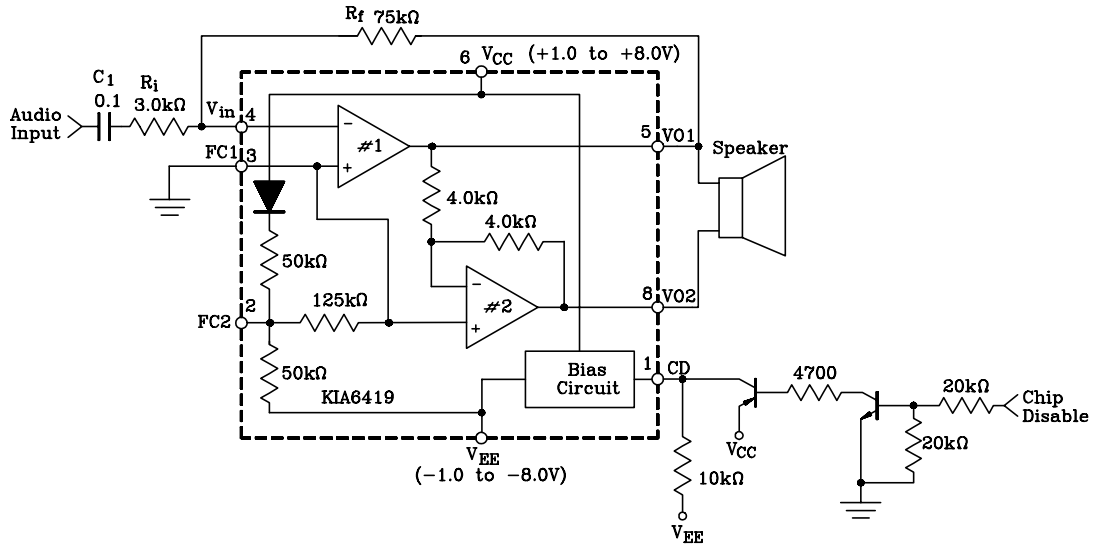 Rf 75kΩ
6 VCC (+1.0 to +8.0V)
C1
0.1
Ri
3.0kΩ
Vin
4
Audio
Input
#1
5 VO1
Speaker
FC1
3
4.0kΩ
4.0kΩ
50kΩ
#2
8 VO2
2
FC2
125kΩ
50kΩ
KIA6419
Bias
Circuit
1 CD
4700
20kΩ
Chip
Disable
20kΩ
VCC
VEE
(-1.0 to -8.0V)
10kΩ
VEE